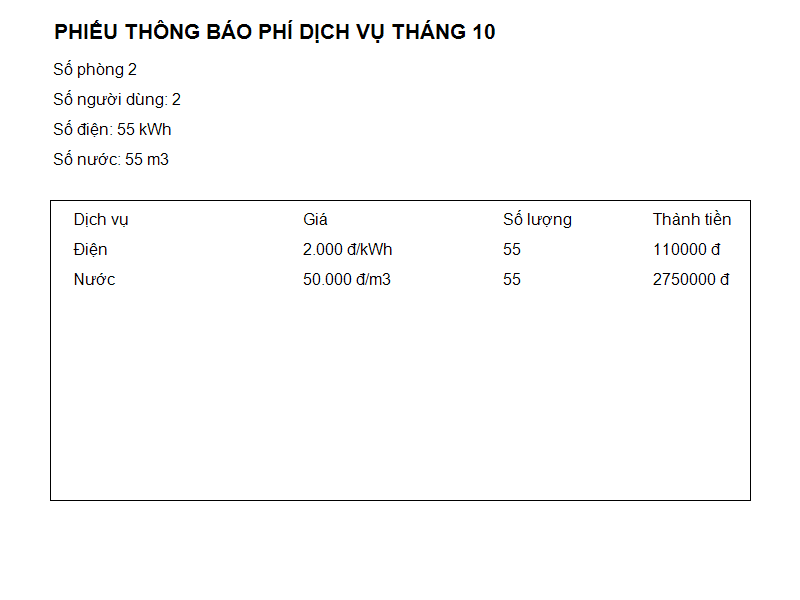 PHIẾU THÔNG BÁO PHÍ DỊCH VỤ THÁNG 10
Số phòng 2
Số người dùng: 2
Số điện: 55 kWh
Số nước: 55 m3
Dịch vụ Giá Số lượng Thành tiền
Điện 2.000 đ/kWh 55 110000 đ
Nước 50.000 đ/m3 55 2750000 đ